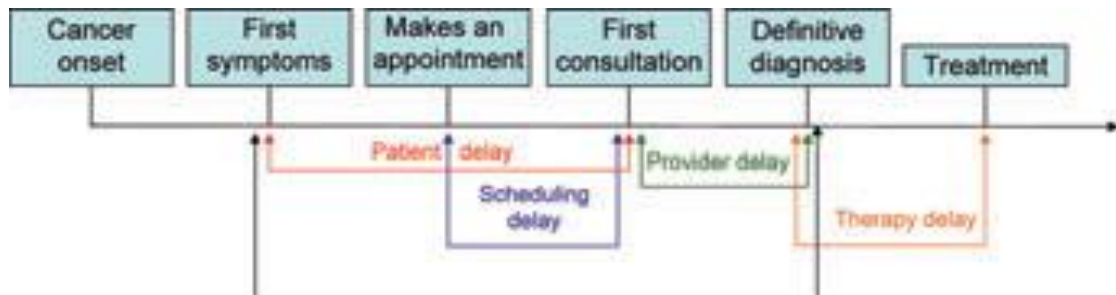 Cancer
onset
First
symptoms
Makes an
appointment
First
consultation
Definitive
diagnosis
Treatment
Patient delay
Provider delay
Scheduling
delay
Therapy delay